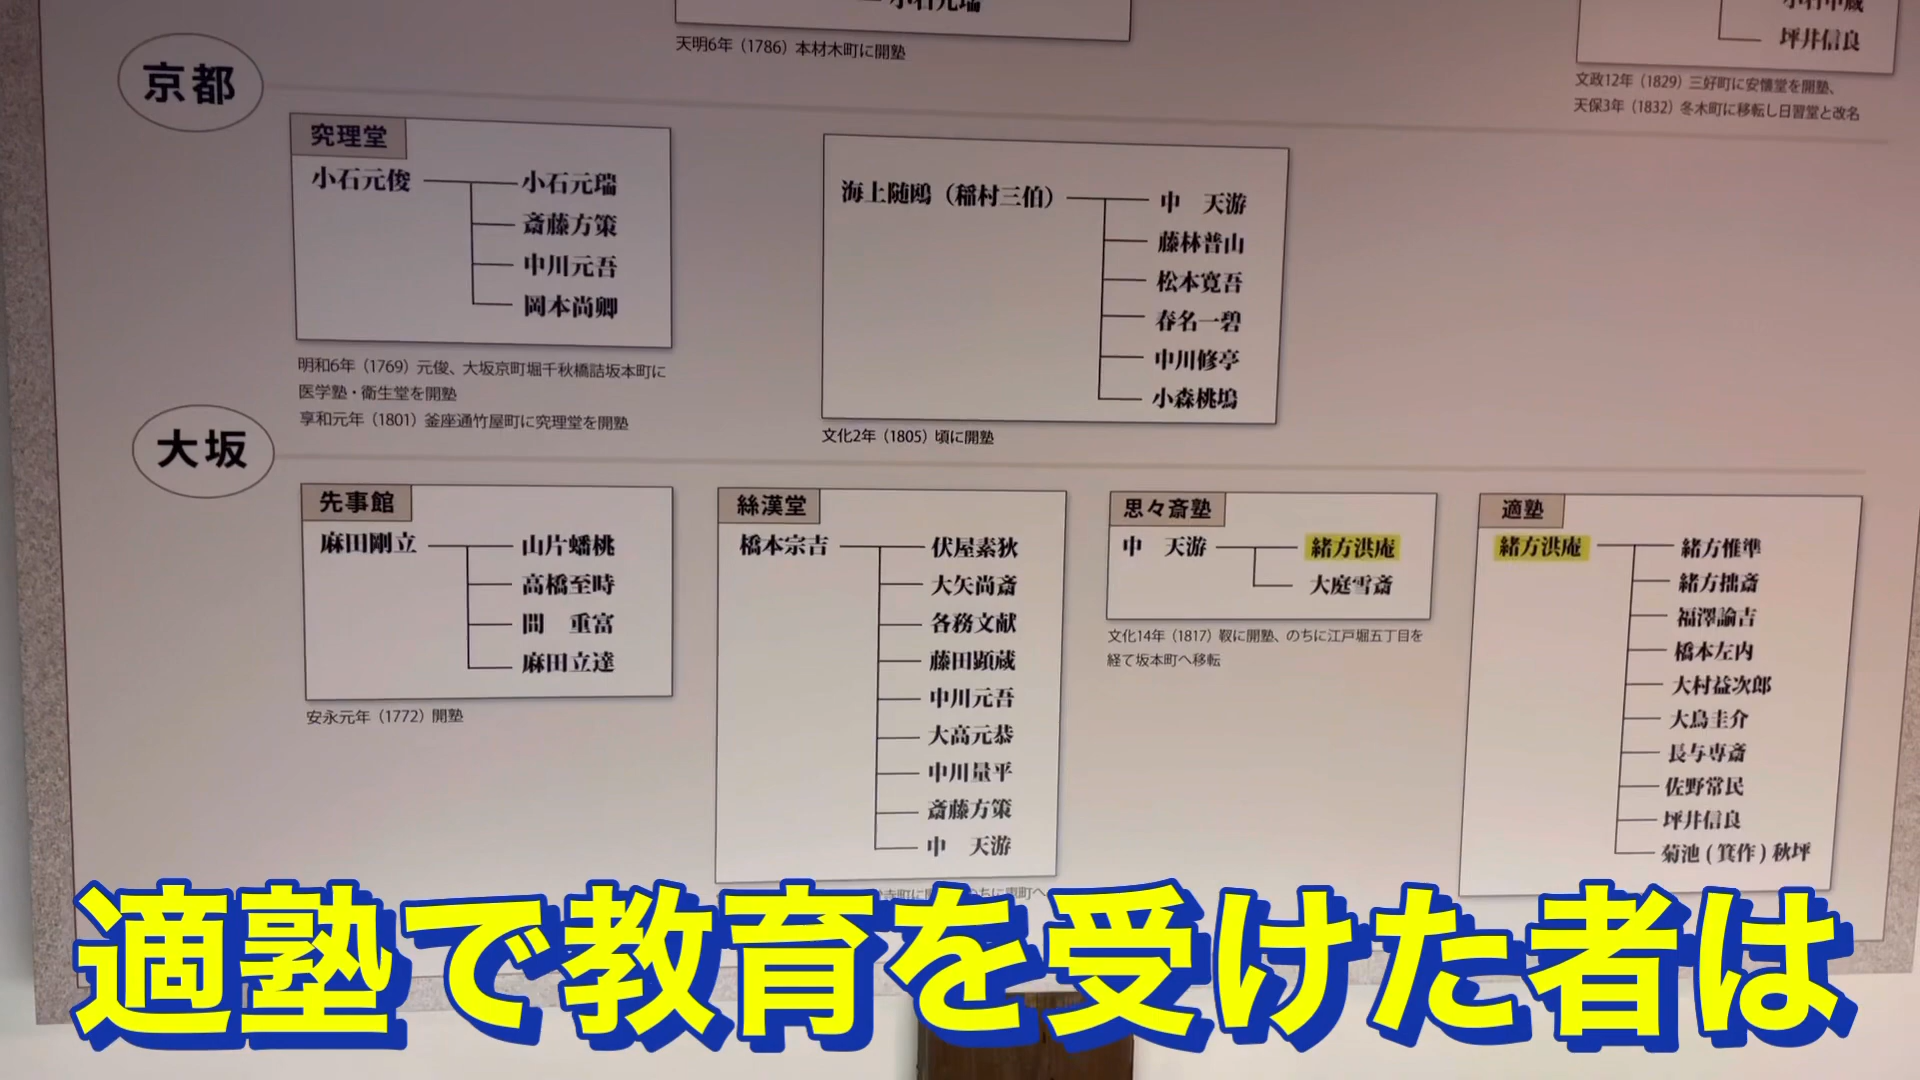 小石元瑞
天明6年（1786）本材木町に開塾
坪井信良
文政12年（1829）三好町に安懐堂を開塾、
天保3年（1832）冬木町に移転し日習堂と改名
京都
究理堂
小石元俊
小石元瑞
斎藤方策
中川元吾
岡本尚卿
明和6年（1769）元俊、大坂京町堀千秋橋詰坂本町に
医学塾・衛生堂を開塾
享和元年（1801）釜座通竹屋町に究理堂を開塾
海上随鷗（稲村三伯）
中　天游
藤林普山
松本寛吾
春名一碧
中川修亭
小森桃塢
文化2年（1805）頃に開塾
大坂
先事館
麻田剛立
山片蟠桃
高橋至時
間　重富
麻田立達
安永元年（1772）開塾
絲漢堂
橋本宗吉
伏屋素狄
大矢尚斎
各務文献
藤田顕蔵
中川元吾
大高元恭
中川量平
斎藤方策
中　天游
思々斎塾
中　天游
緒方洪庵
大庭雪斎
文化14年（1817）靱に開塾、のちに江戸堀五丁目を
経て坂本町へ移転
適塾
緒方洪庵
緒方惟準
緒方拙斎
福澤諭吉
橋本左内
大村益次郎
大鳥圭介
長与専斎
佐野常民
坪井信良
菊池(箕作)秋坪
適塾で教育を受けた者は